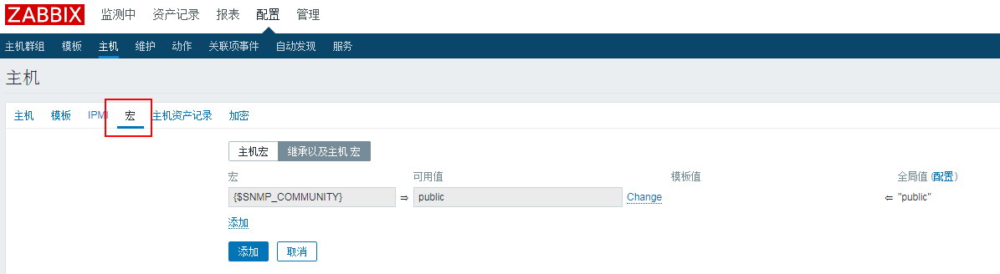 ZABBIX 监测中 资产记录 报表 配置 管理
主机群组 模板 主机 维护 动作 关联项事件 自动发现 服务
主机
主机 模板 IPMI 宏 主机资产记录 加密
主机宏 继承以及主机 宏
宏 可用值 模板值 全局值 (配置)
{$SNMP_COMMUNITY} ⇒ public Change ⇐ "public"
添加
添加 取消